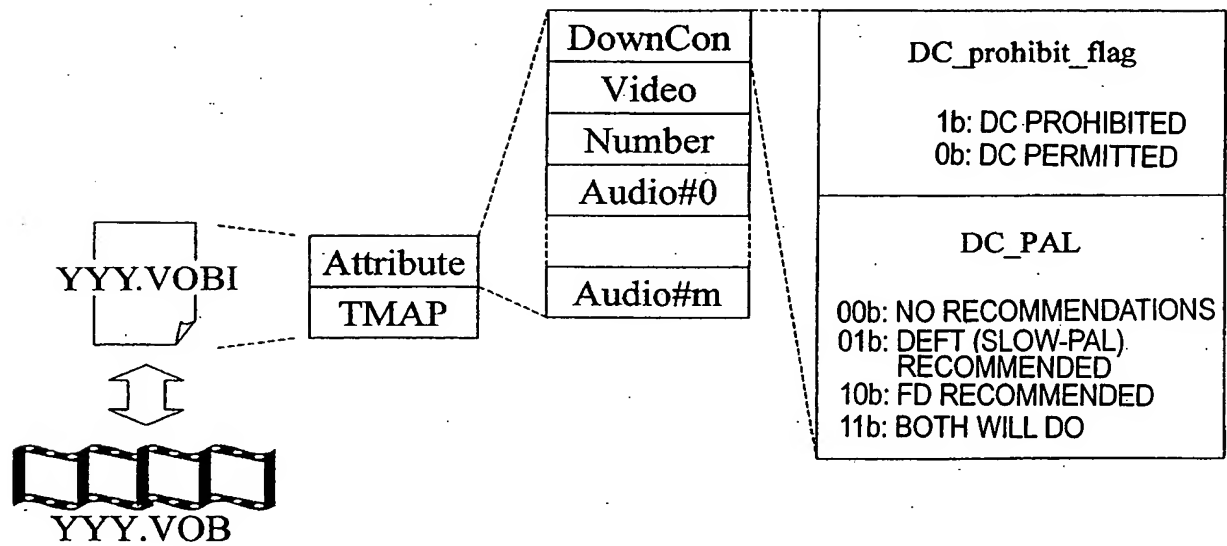 YYY.VOBI
YYY.VOB
Attribute
TMAP
DownCon
Video
Number
Audio#0
Audio#m
DC_prohibit_flag
1b: DC PROHIBITED
0b: DC PERMITTED
DC_PAL
00b: NO RECOMMENDATIONS
01b: DEFT (SLOW-PAL)
RECOMMENDED
10b: FD RECOMMENDED
11b: BOTH WILL DO